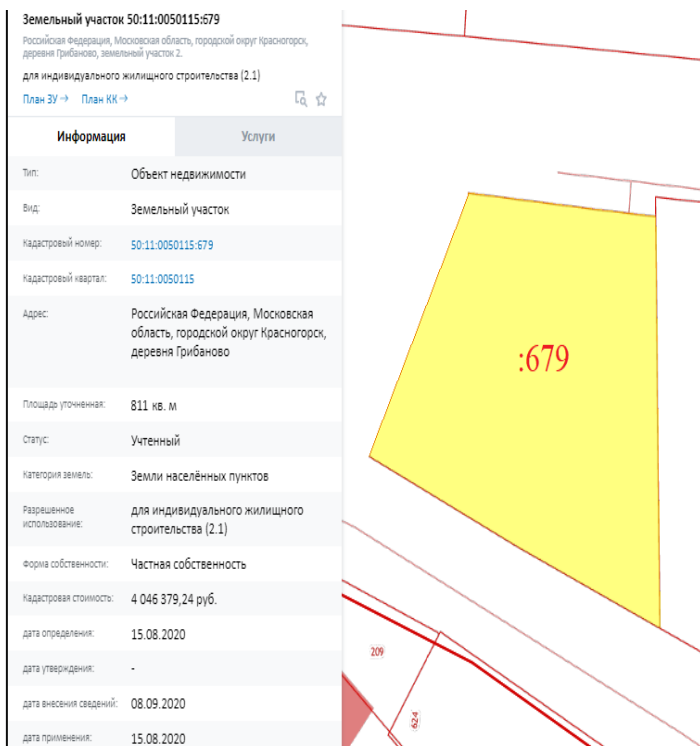 Земельный участок 50:11:0050115:679
Российская Федерация, Московская область, городской округ Красногорск,
деревня Грибаново, земельный участок 2.
для индивидуального жилищного строительства (2.1)
План ЗУ → План КК →
Информация Услуги
Тип: Объект недвижимости
Вид: Земельный участок
Кадастровый номер: 50:11:0050115:679
Кадастровый квартал: 50:11:0050115
Адрес: Российская Федерация, Московская
область, городской округ Красногорск,
деревня Грибаново
Площадь уточненная: 811 кв. м
Статус: Учтенный
Категория земель: Земли населённых пунктов
Разрешенное
использование:
для индивидуального жилищного
строительства (2.1)
Форма собственности: Частная собственность
Кадастровая стоимость: 4 046 379,24 руб.
дата определения: 15.08.2020
дата утверждения: -
дата внесения сведений: 08.09.2020
дата применения: 15.08.2020
:679
209
624